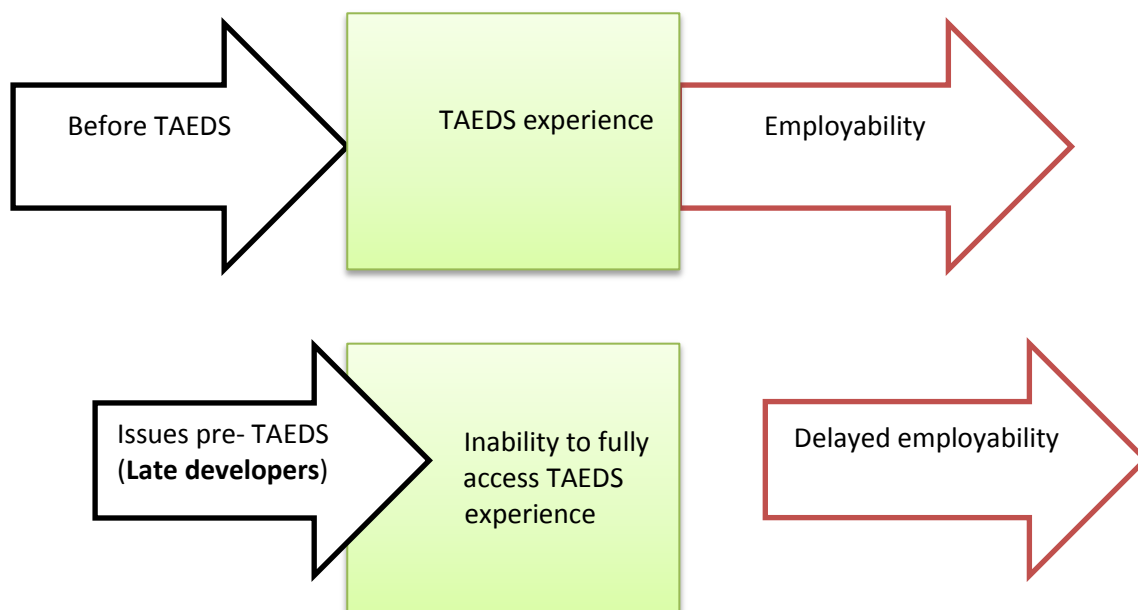 Before TAEDS
TAEDS experience
Employability
Issues pre- TAEDS
(Late developers)
Inability to fully
access TAEDS
experience
Delayed employability